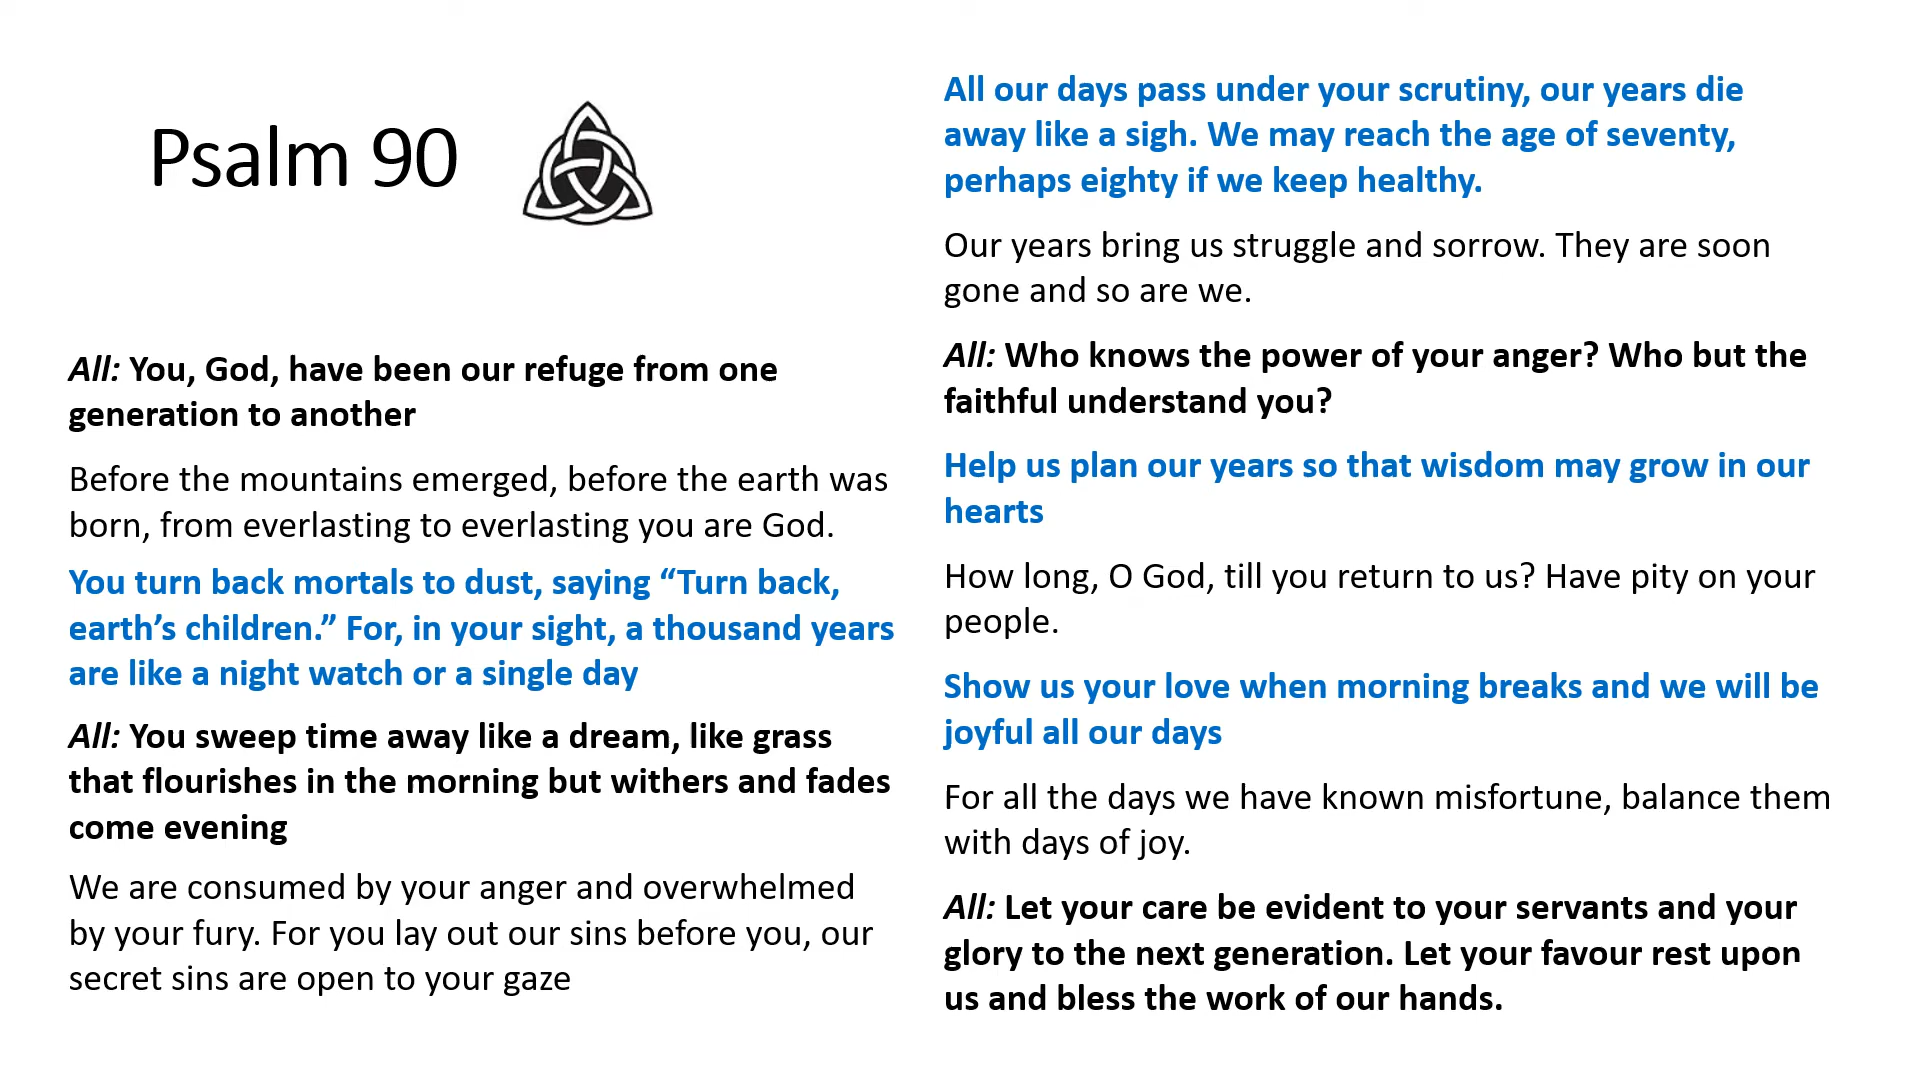 Psalm 90
All: You, God, have been our refuge from one
generation to another
Before the mountains emerged, before the earth was
born, from everlasting to everlasting you are God.
You turn back mortals to dust, saying “Turn back,
earth’s children.” For, in your sight, a thousand years
are like a night watch or a single day
All: You sweep time away like a dream, like grass
that flourishes in the morning but withers and fades
come evening
We are consumed by your anger and overwhelmed
by your fury. For you lay out our sins before you, our
secret sins are open to your gaze
All our days pass under your scrutiny, our years die
away like a sigh. We may reach the age of seventy,
perhaps eighty if we keep healthy.
Our years bring us struggle and sorrow. They are soon
gone and so are we.
All: Who knows the power of your anger? Who but the
faithful understand you?
Help us plan our years so that wisdom may grow in our
hearts
How long, O God, till you return to us? Have pity on your
people.
Show us your love when morning breaks and we will be
joyful all our days
For all the days we have known misfortune, balance them
with days of joy.
All: Let your care be evident to your servants and your
glory to the next generation. Let your favour rest upon
us and bless the work of our hands.